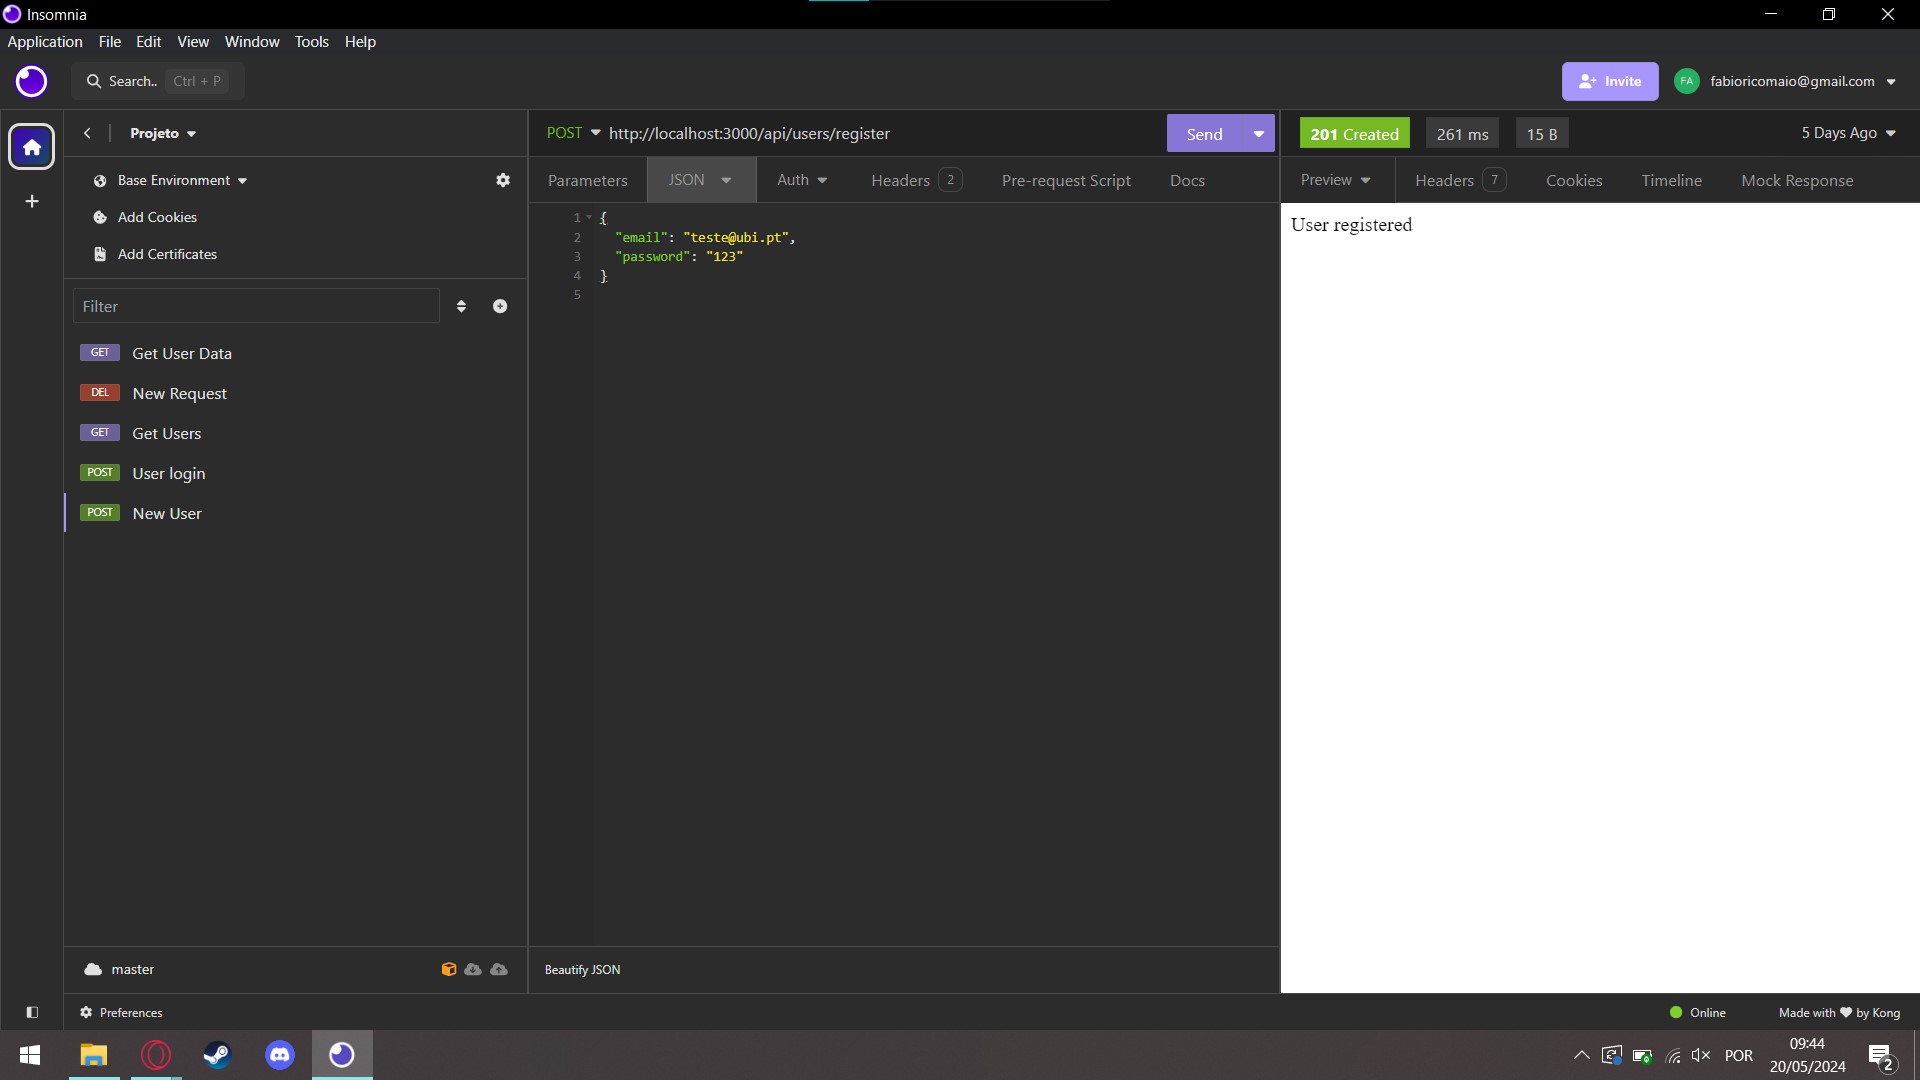 Insomnia
Application File Edit View Window Tools Help
Search.. Ctrl + P
Invite
FA fabioricomaio@gmail.com
Projeto
Base Environment
Add Cookies
Add Certificates
Filter
GET Get User Data
DEL New Request
GET Get Users
POST User login
POST New User
master
Preferences
POST http://localhost:3000/api/users/register
Send
Parameters JSON Auth Headers 2 Pre-request Script Docs
1 {
2 "email": "teste@ubi.pt",
3 "password": "123"
4 }
5
Beautify JSON
201 Created 261 ms 15 B 5 Days Ago
Preview Headers 7 Cookies Timeline Mock Response
User registered
Online Made with ❤ by Kong
POR
09:44
20/05/2024
2